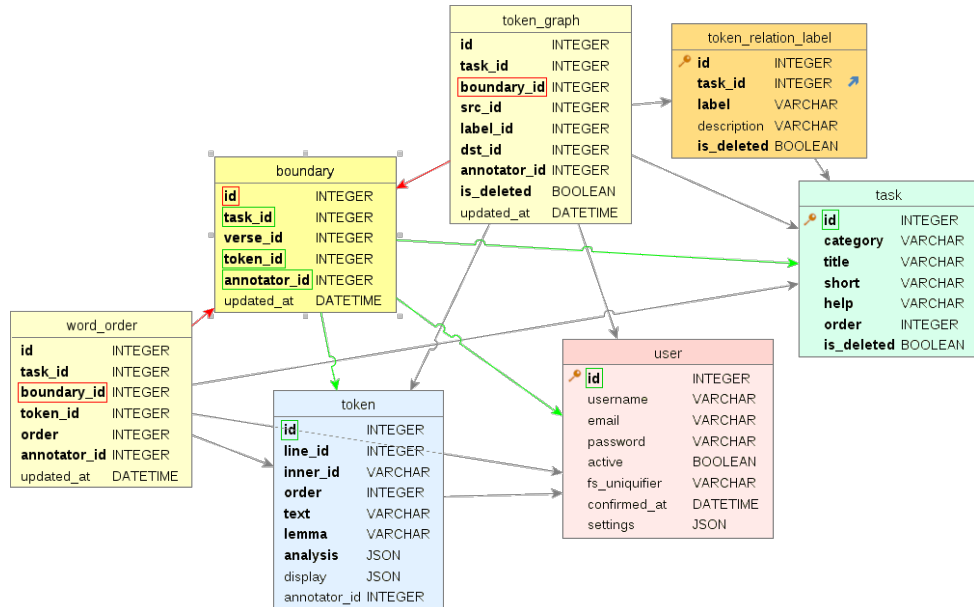 token_graph
id INTEGER
task_id INTEGER
boundary_id INTEGER
src_id INTEGER
label_id INTEGER
dst_id INTEGER
annotator_id INTEGER
is_deleted BOOLEAN
updated_at DATETIME
token_relation_label
id INTEGER
task_id INTEGER
label VARCHAR
description VARCHAR
is_deleted BOOLEAN
boundary
id INTEGER
task_id INTEGER
verse_id INTEGER
token_id INTEGER
annotator_id INTEGER
updated_at DATETIME
task
id INTEGER
category VARCHAR
title VARCHAR
short VARCHAR
help VARCHAR
order INTEGER
is_deleted BOOLEAN
word_order
id INTEGER
task_id INTEGER
boundary_id INTEGER
token_id INTEGER
order INTEGER
annotator_id INTEGER
updated_at DATETIME
token
id INTEGER
line_id INTEGER
inner_id VARCHAR
order INTEGER
text VARCHAR
lemma VARCHAR
analysis JSON
display JSON
annotator_id INTEGER
user
id INTEGER
username VARCHAR
email VARCHAR
password VARCHAR
active BOOLEAN
fs_uniquifier VARCHAR
confirmed_at DATETIME
settings JSON